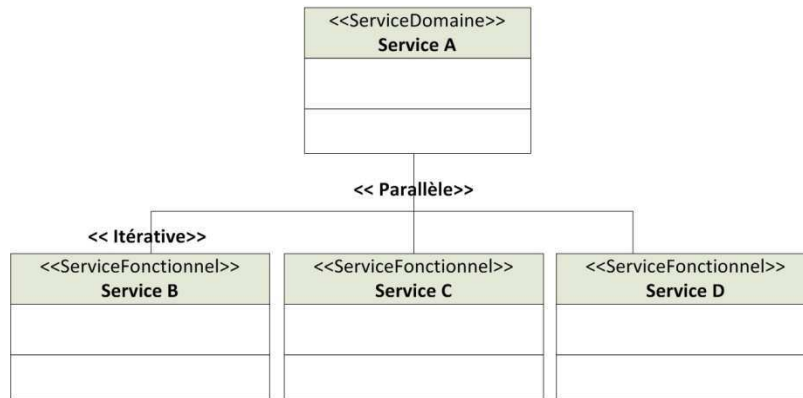 <<ServiceDomaine>>
Service A
<< Parallèle>>
<< Itérative>>
<<ServiceFonctionnel>>
Service B
<<ServiceFonctionnel>>
Service C
<<ServiceFonctionnel>>
Service D